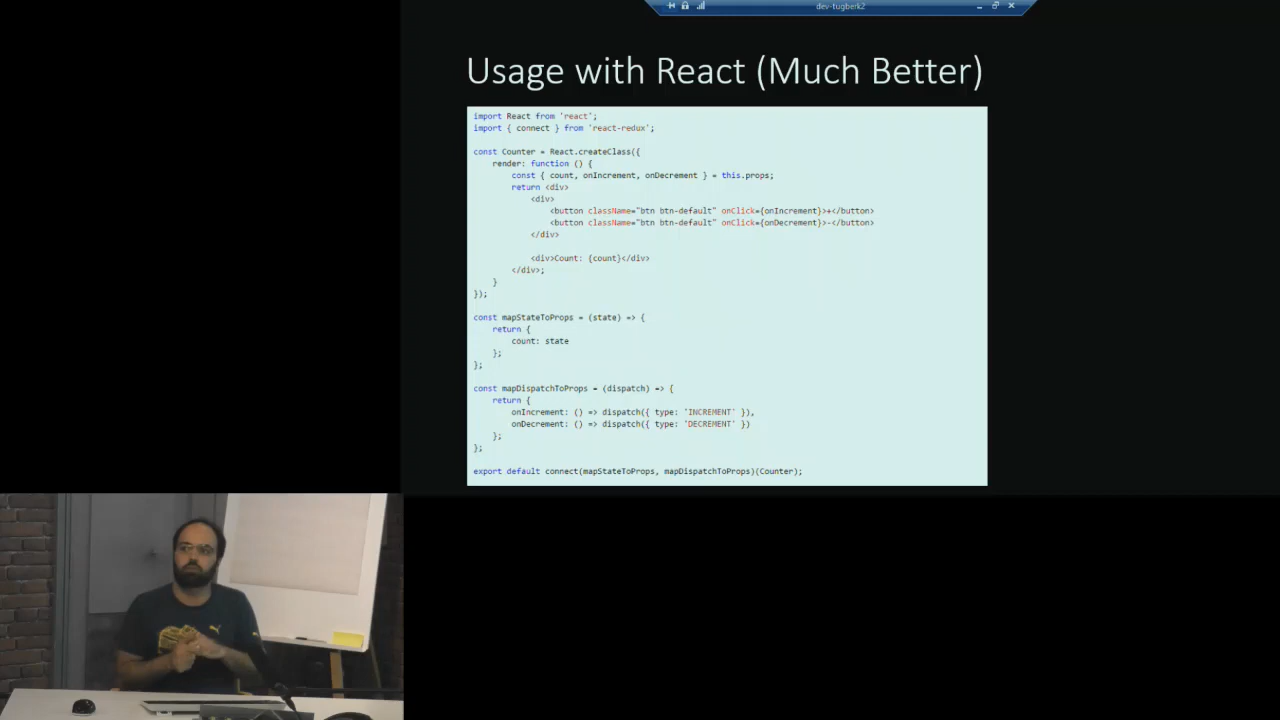 dev-tugberk2
Usage with React (Much Better)
import React from 'react';
import { connect } from 'react-redux';
const Counter = React.createClass({
render: function () {
const { count, onIncrement, onDecrement } = this.props;
return <div>
<div>
<button className="btn btn-default" onClick={onIncrement}>+</button>
<button className="btn btn-default" onClick={onDecrement}>-</button>
</div>
<div>Count: {count}</div>
</div>;
}
});
const mapStateToProps = (state) => {
return {
count: state
};
};
const mapDispatchToProps = (dispatch) => {
return {
onIncrement: () => dispatch({ type: 'INCREMENT' }),
onDecrement: () => dispatch({ type: 'DECREMENT' })
};
};
export default connect(mapStateToProps, mapDispatchToProps)(Counter);